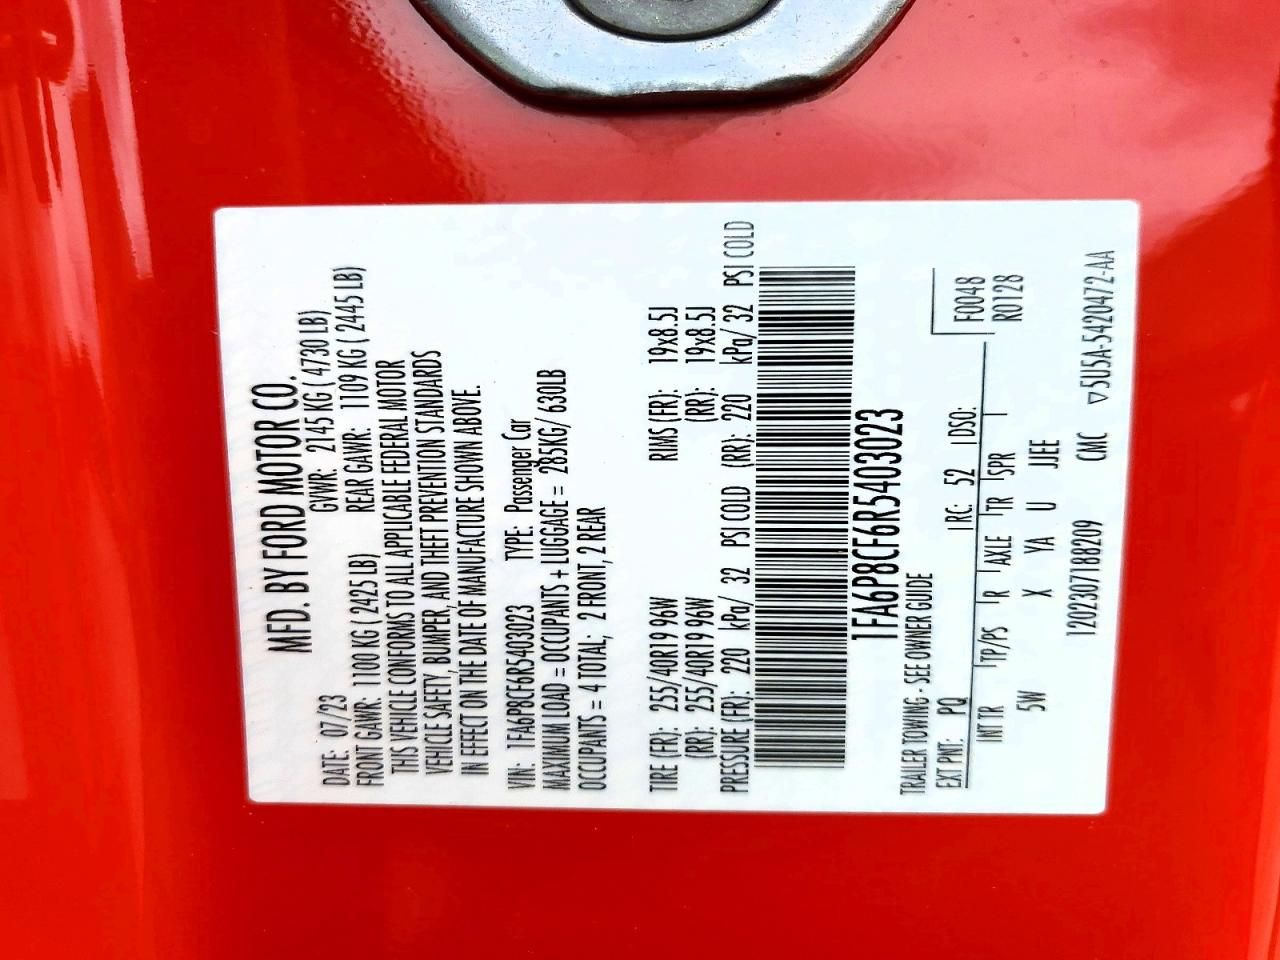 MFD. BY FORD MOTOR CO.
DATE: 07/23 GVWR: 2145 KG ( 4730 LB)
FRONT GAWR: 1100 KG (2425 LB) REAR GAWR: 1109 KG ( 2445 LB)
THIS VEHICLE CONFORMS TO ALL APPLICABLE FEDERAL MOTOR
VEHICLE SAFETY, BUMPER, AND THEFT PREVENTION STANDARDS
IN EFFECT ON THE DATE OF MANUFACTURE SHOWN ABOVE.
VIN: 1FA6P8CF6R5403023 TYPE: Passenger Car
MAXIMUM LOAD = OCCUPANTS + LUGGAGE = 285KG/ 630LB
OCCUPANTS = 4 TOTAL; 2 FRONT, 2 REAR
TIRE (FR): 255/40R19 96W RIMS (FR): 19x8.5J
(RR): 255/40R19 96W (RR): 19x8.5J
PRESSURE (FR): 220 kPa/ 32 PSI COLD (RR): 220 kPa/ 32 PSI COLD
1FA6P8CF6R5403023
TRAILER TOWING - SEE OWNER GUIDE
EXT PNT: PQ RC: 52 DSO: F0048
INT TR TP/PS R AXLE TR SPR R0128
5W X YA U JJEE
120230718209 CMC ▽5U5A-5420472-AA